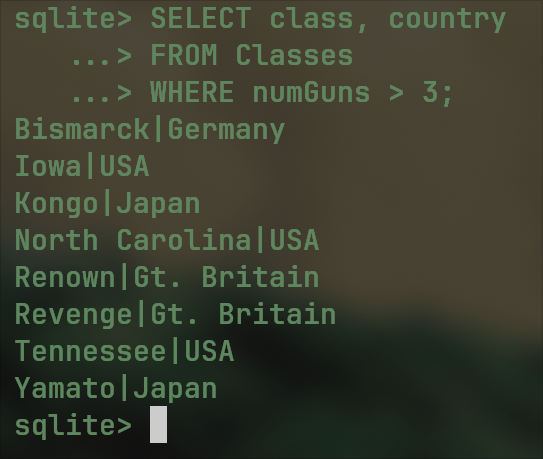 sqlite> SELECT class, country
   ...> FROM Classes
   ...> WHERE numGuns > 3;
Bismarck|Germany
Iowa|USA
Kongo|Japan
North Carolina|USA
Renown|Gt. Britain
Revenge|Gt. Britain
Tennessee|USA
Yamato|Japan
sqlite>